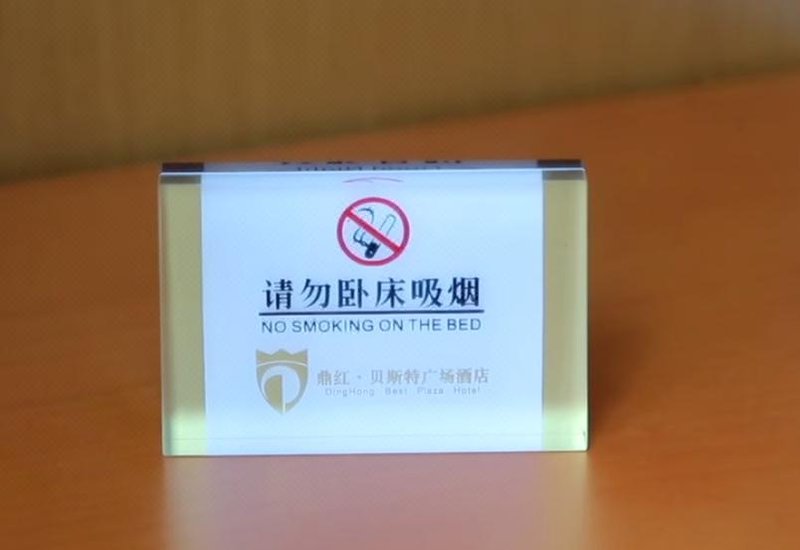 请勿卧床吸烟
NO SMOKING ON THE BED
鼎红·贝斯特广场酒店
DingHong Best Plaza Hotel